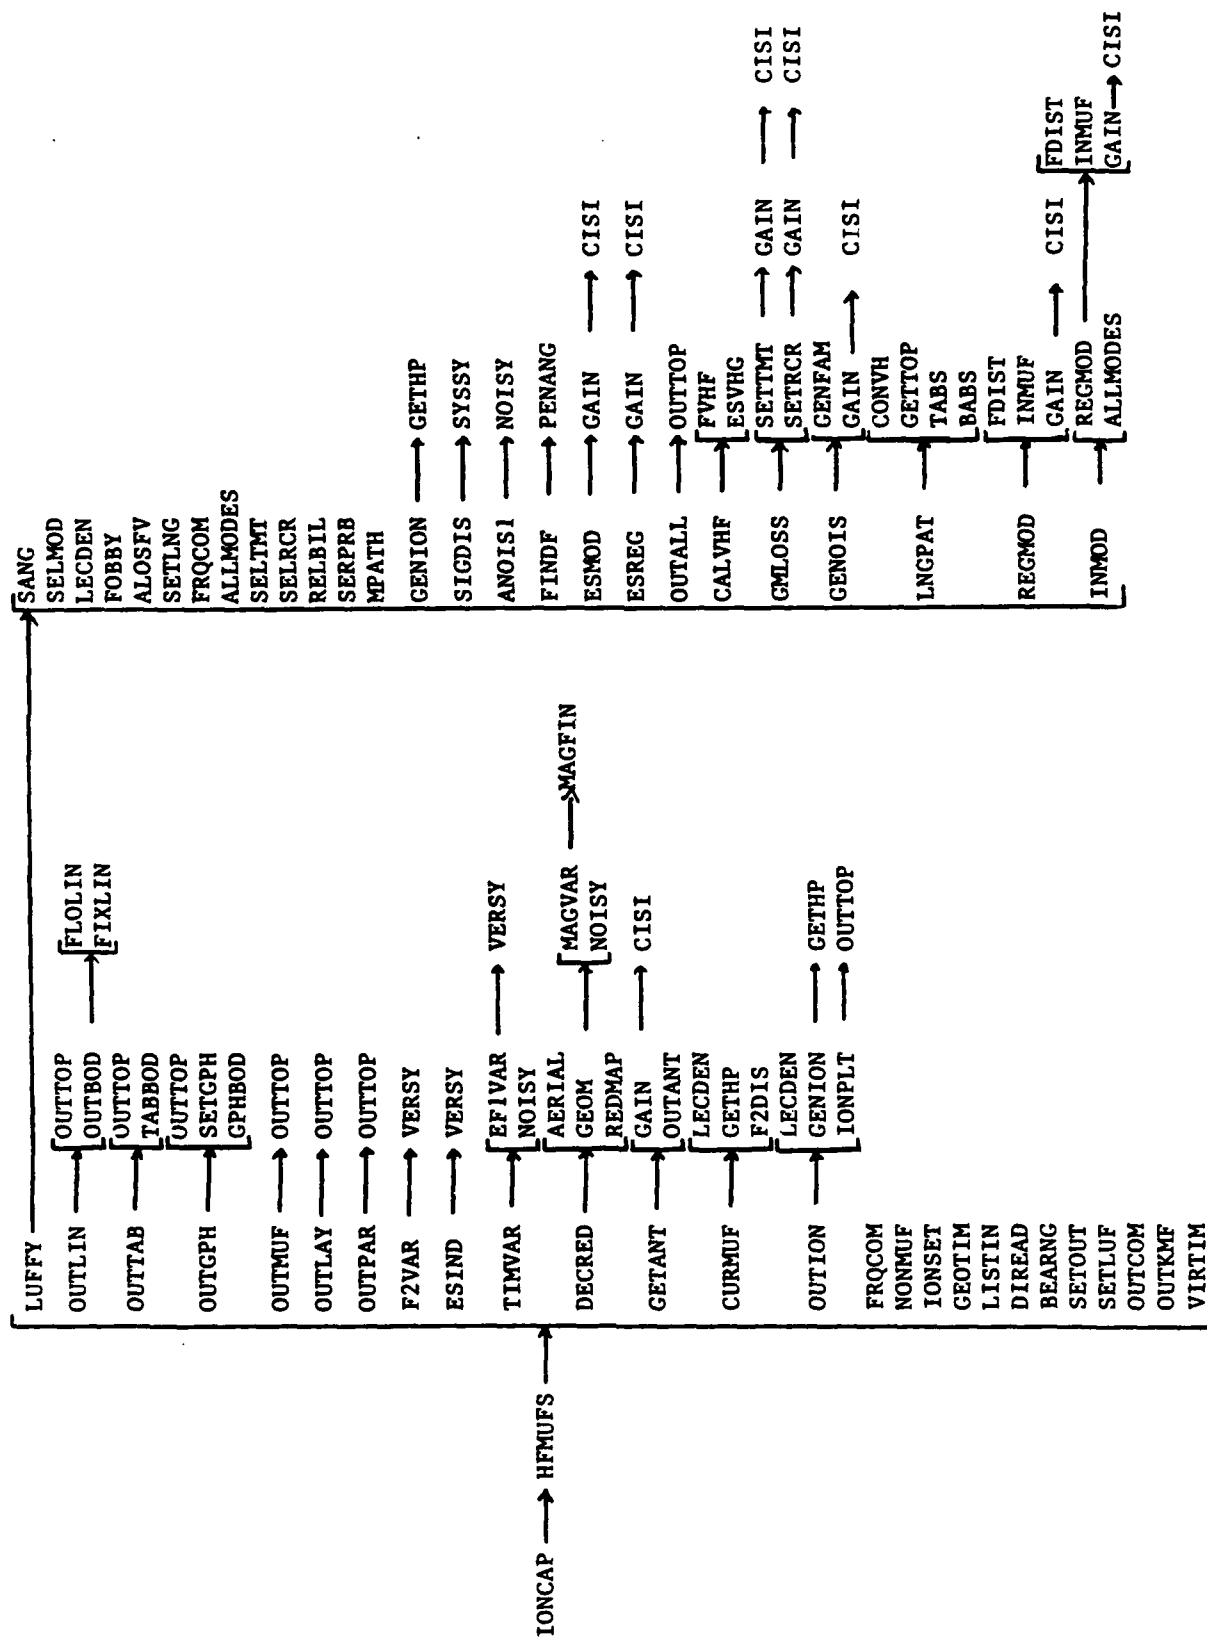 IONCAP
HFMUFS
LUFFY
OUTLIN
OUTTAB
OUTGPH
OUTMUF
OUTLAY
OUTPAR
F2VAR
ESIND
TIMVAR
DECRED
GETANT
CURMUF
OUTION
FRQCOM
NONMUF
IONSET
GEOTIM
LISTIN
DIREAD
BEARNG
SETOUT
SETLUF
OUTCOM
OUTKMF
VIRTIM
OUTTOP
OUTBOD
FLOLIN
FIXLIN
OUTTOP
TABBOD
OUTTOP
SETGPH
GPHBOD
OUTTOP
OUTTOP
OUTTOP
VERSY
VERSY
EF1VAR VERSY
NOISY
AERIAL
GEOM
REDMAP
MAGVAR MAGFIN
NOISY
GAIN CISI
OUTANT
LECDEN
GETHP
F2DIS
LECDEN
GENION GETHP
IONPLT OUTTOP
SANG
SELMOD
LECDEN
FOBBY
ALOSFV
SETLNG
FRQCOM
ALLMODES
SELTMT
SELRCR
RELBIL
SERPRB
MPATH
GENION GETHP
SIGDIS SYSSY
ANOIS1 NOISY
FINDF PENANG
ESMOD GAIN CISI
ESREG GAIN CISI
OUTALL OUTTOP
CALVHF
FVHF
ESVHG
GMLOSS
SETTMT GAIN CISI
SETRCR GAIN CISI
GENOIS
GENFAM
GAIN CISI
LNGPAT
CONVH
GETTOP
TABS
BABS
REGMOD
FDIST
INMUF
GAIN CISI
INMOD
REGMOD
ALLMODES
FDIST
INMUF
GAIN CISI